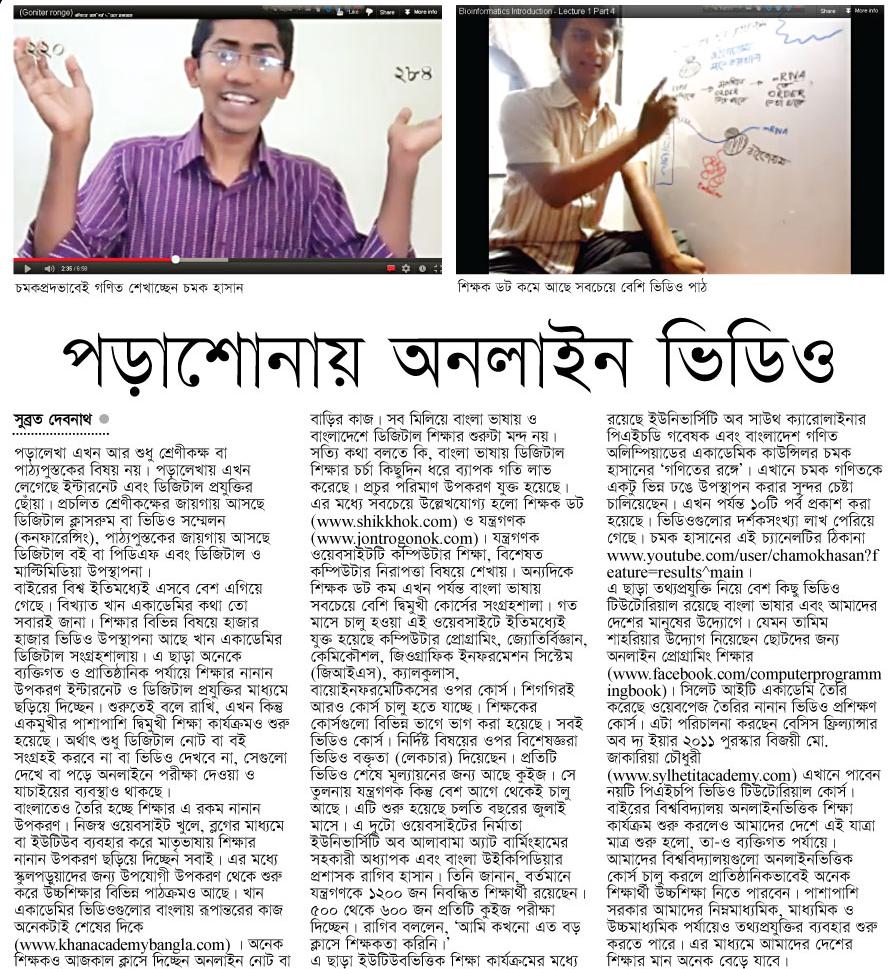 (Goniter ronge)
Like Share More info
২২০
২৮৪
2:35 / 6:58
Bioinformatics Introduction - Lecture 1 Part 4
Share More info
mRNA
ORDER
ORDER
mRNA
রাইবোজোম
চমকপ্রদভাবেই গণিত শেখাচ্ছেন চমক হাসান
শিক্ষক ডট কমে আছে সবচেয়ে বেশি ভিডিও পাঠ
পড়াশোনায় অনলাইন ভিডিও
সুব্রত দেবনাথ
পড়ালেখা এখন আর শুধু শ্রেণীকক্ষ বা
পাঠ্যপুস্তকের বিষয় নয়। পড়ালেখায় এখন
লেগেছে ইন্টারনেট এবং ডিজিটাল প্রযুক্তির
ছোঁয়া। প্রচলিত শ্রেণীকক্ষের জায়গায় আসছে
ডিজিটাল ক্লাসরুম বা ভিডিও সম্মেলন
(কনফারেন্সিং), পাঠ্যপুস্তকের জায়গায় আসছে
ডিজিটাল বই বা পিডিএফ এবং ডিজিটাল ও
মাল্টিমিডিয়া উপস্থাপনা।
বাইরের বিশ্ব ইতিমধ্যেই এসবে বেশ এগিয়ে
গেছে। বিখ্যাত খান একাডেমির কথা তো
সবারই জানা। শিক্ষার বিভিন্ন বিষয়ে হাজার
হাজার ভিডিও উপস্থাপনা আছে খান একাডেমির
ডিজিটাল সংগ্রহশালায়। এ ছাড়া অনেকে
ব্যক্তিগত ও প্রাতিষ্ঠানিক পর্যায়ে শিক্ষার নানান
উপকরণ ইন্টারনেট ও ডিজিটাল প্রযুক্তির মাধ্যমে
ছড়িয়ে দিচ্ছেন। শুরুতেই বলে রাখি, এখন কিন্তু
একমুখীর পাশাপাশি দ্বিমুখী শিক্ষা কার্যক্রমও শুরু
হয়েছে। অর্থাৎ শুধু ডিজিটাল নোট বা বই
সংগ্রহই করবে না বা ভিডিও দেখবে না, সেগুলো
দেখে বা পড়ে অনলাইনে পরীক্ষা দেওয়া ও
যাচাইয়ের ব্যবস্থাও থাকছে।
বাংলাতেও তৈরি হচ্ছে শিক্ষার এ রকম নানান
উপকরণ। নিজস্ব ওয়েবসাইট খুলে, ব্লগের মাধ্যমে
বা ইউটিউব ব্যবহার করে মাতৃভাষায় শিক্ষার
নানান উপকরণ ছড়িয়ে দিচ্ছেন সবাই। এর মধ্যে
স্কুলপড়ুয়াদের জন্য উপযোগী উপকরণ থেকে শুরু
করে উচ্চশিক্ষার বিভিন্ন পাঠক্রমও আছে। খান
একাডেমির ভিডিওগুলোর বাংলায় রূপান্তরের কাজ
অনেকটাই শেষের দিকে
(www.khanacademybangla.com) । অনেক
শিক্ষকও আজকাল ক্লাসে দিচ্ছেন অনলাইন নোট বা
বাড়ির কাজ। সব মিলিয়ে বাংলা ভাষায় ও
বাংলাদেশে ডিজিটাল শিক্ষার শুরুটা মন্দ নয়।
সত্যি কথা বলতে কি, বাংলা ভাষায় ডিজিটাল
শিক্ষার চর্চা কিছুদিন ধরে ব্যাপক গতি লাভ
করেছে। প্রচুর পরিমাণ উপকরণ যুক্ত হয়েছে।
এর মধ্যে সবচেয়ে উল্লেখযোগ্য হলো শিক্ষক ডট
(www.shikkhok.com) ও যন্ত্রগণক
(www.jontrogonok.com)। যন্ত্রগণক
ওয়েবসাইটটি কম্পিউটার শিক্ষা, বিশেষত
কম্পিউটার নিরাপত্তা বিষয়ে শেখায়। অন্যদিকে
শিক্ষক ডট কম এখন পর্যন্ত বাংলা ভাষায়
সবচেয়ে বেশি দ্বিমুখী কোর্সের সংগ্রহশালা। গত
মাসে চালু হওয়া এই ওয়েবসাইটে ইতিমধ্যেই
যুক্ত হয়েছে কম্পিউটার প্রোগ্রামিং, জ্যোতির্বিজ্ঞান,
কেমিকৌশল, জিওগ্রাফিক ইনফরমেশন সিস্টেম
(জিআইএস), ক্যালকুলাস,
বায়োইনফরমেটিকসের ওপর কোর্স। শিগগিরই
আরও কোর্স চালু হতে যাচ্ছে। শিক্ষকের
কোর্সগুলো বিভিন্ন ভাগে ভাগ করা হয়েছে। সবই
ভিডিও কোর্স। নির্দিষ্ট বিষয়ের ওপর বিশেষজ্ঞরা
ভিডিও বক্তৃতা (লেকচার) দিয়েছেন। প্রতিটি
ভিডিও শেষে মূল্যায়নের জন্য আছে কুইজ। সে
তুলনায় যন্ত্রগণক কিন্তু বেশ আগে থেকেই চালু
আছে। এটি শুরু হয়েছে চলতি বছরের জুলাই
মাসে। এ দুটো ওয়েবসাইটের নির্মাতা
ইউনিভার্সিটি অব আলাবামা অ্যাট বার্মিংহামের
সহকারী অধ্যাপক এবং বাংলা উইকিপিডিয়ার
প্রশাসক রাগিব হাসান। তিনি জানান, বর্তমানে
যন্ত্রগণকে ১২০০ জন নিবন্ধিত শিক্ষার্থী রয়েছেন।
৫০০ থেকে ৬০০ জন প্রতিটি কুইজ পরীক্ষা
দিচ্ছেন। রাগিব বললেন, ‘আমি কখনো এত বড়
ক্লাসে শিক্ষকতা করিনি।’
এ ছাড়া ইউটিউবভিত্তিক শিক্ষা কার্যক্রমের মধ্যে
রয়েছে ইউনিভার্সিটি অব সাউথ ক্যারোলাইনার
পিএইচডি গবেষক এবং বাংলাদেশ গণিত
অলিম্পিয়াডের একাডেমিক কাউন্সিলর চমক
হাসানের ‘গণিতের রঙ্গে’। এখানে চমক গণিতকে
একটু ভিন্ন ঢঙে উপস্থাপন করার সুন্দর চেষ্টা
চালিয়েছেন। এখন পর্যন্ত ১০টি পর্ব প্রকাশ করা
হয়েছে। ভিডিওগুলোর দর্শকসংখ্যা লাখ পেরিয়ে
গেছে। চমক হাসানের এই চ্যানেলটির ঠিকানা
www.youtube.com/user/chamokhasan?f
eature=results^main।
এ ছাড়া তথ্যপ্রযুক্তি নিয়ে বেশ কিছু ভিডিও
টিউটোরিয়াল রয়েছে বাংলা ভাষার এবং আমাদের
দেশের মানুষের উদ্যোগে। যেমন তামিম
শাহরিয়ার উদ্যোগ নিয়েছেন ছোটদের জন্য
অনলাইন প্রোগ্রামিং শিক্ষার
(www.facebook.com/computerprogramm
ingbook)। সিলেট আইটি একাডেমি তৈরি
করেছে ওয়েবপেজ তৈরির নানান ভিডিও প্রশিক্ষণ
কোর্স। এটা পরিচালনা করছেন বেসিস ফ্রিল্যান্সার
অব দ্য ইয়ার ২০১১ পুরস্কার বিজয়ী মো.
জাকারিয়া চৌধুরী
(www.sylhetitacademy.com) এখানে পাবেন
নয়টি পিএইচপি ভিডিও টিউটোরিয়াল কোর্স।
বাইরের বিশ্ববিদ্যালয় অনলাইনভিত্তিক শিক্ষা
কার্যক্রম শুরু করলেও আমাদের দেশে এই যাত্রা
মাত্র শুরু হলো, তা-ও ব্যক্তিগত পর্যায়ে।
আমাদের বিশ্ববিদ্যালয়গুলো অনলাইনভিত্তিক
কোর্স চালু করলে প্রাতিষ্ঠানিকভাবেই অনেক
শিক্ষার্থী উচ্চশিক্ষা নিতে পারবেন। পাশাপাশি
সরকার আমাদের নিম্নমাধ্যমিক, মাধ্যমিক ও
উচ্চমাধ্যমিক পর্যায়েও তথ্যপ্রযুক্তির ব্যবহার শুরু
করতে পারে। এর মাধ্যমে আমাদের দেশের
শিক্ষার মান অনেক বেড়ে যাবে।